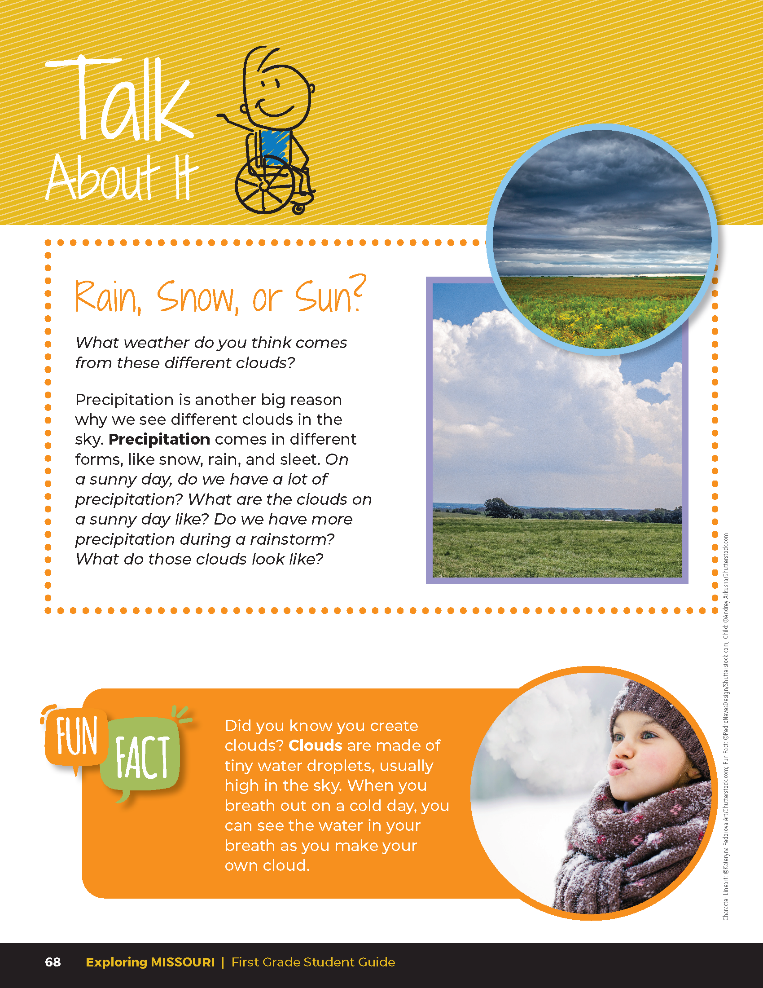 Talk
About It
Rain, Snow, or Sun?
What weather do you think comes
from these different clouds?
Precipitation is another big reason
why we see different clouds in the
sky. Precipitation comes in different
forms, like snow, rain, and sleet. On
a sunny day, do we have a lot of
precipitation? What are the clouds on
a sunny day like? Do we have more
precipitation during a rainstorm?
What do those clouds look like?
FUN
FACT
Did you know you create
clouds? Clouds are made of
tiny water droplets, usually
high in the sky. When you
breath out on a cold day, you
can see the water in your
breath as you make your
own cloud.
68 Exploring MISSOURI | First Grade Student Guide